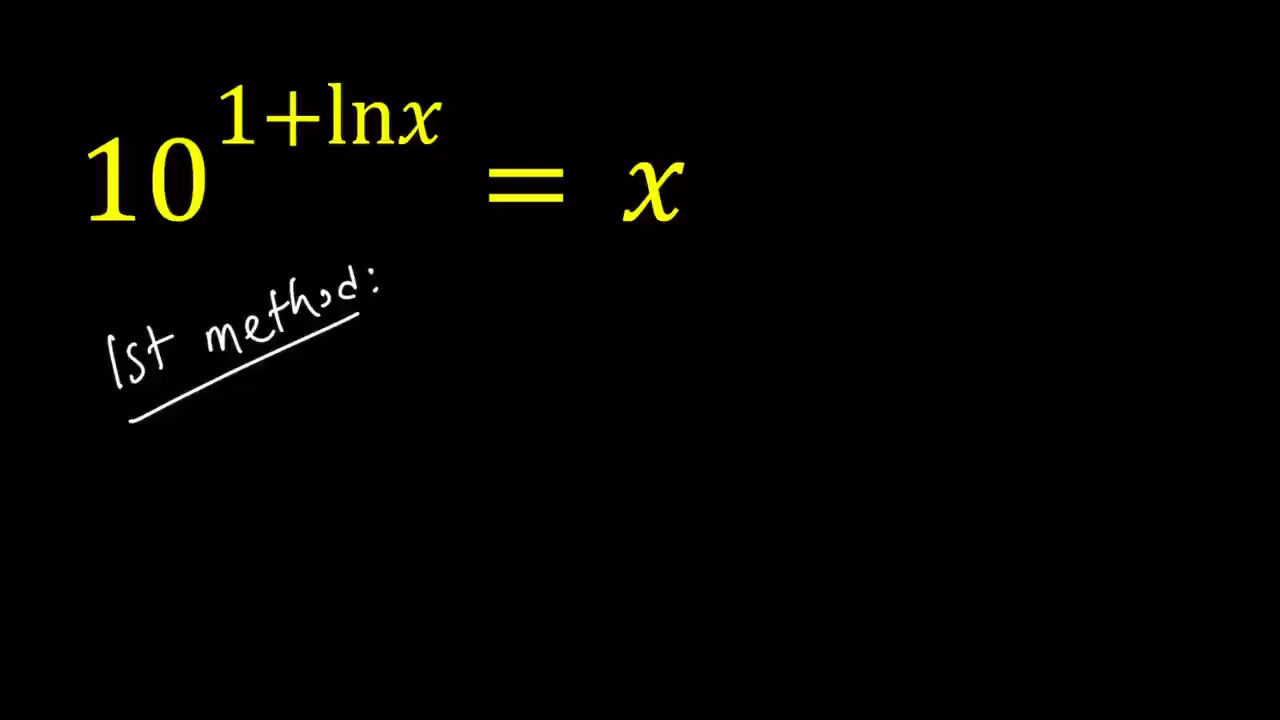 10^{1+lnx} = x
1st method: